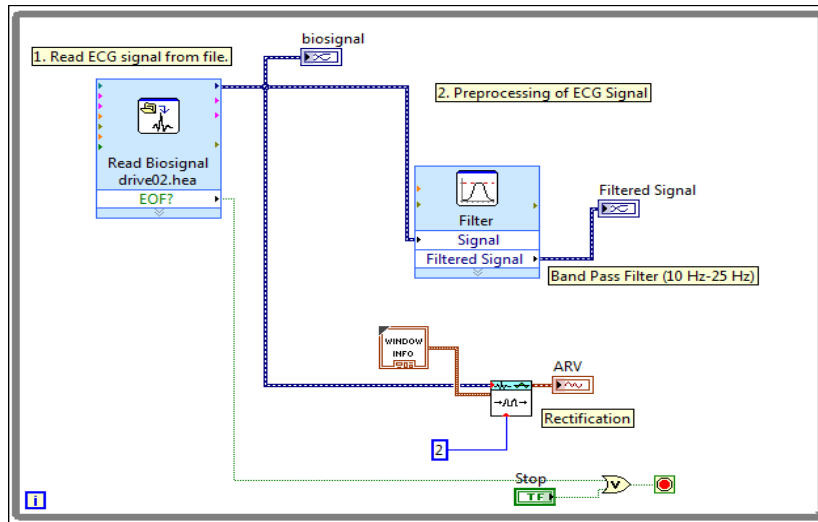 biosignal
1. Read ECG signal from file.
2. Preprocessing of ECG Signal
Read Biosignal
drive02.hea
EOF?
Filter
Signal
Filtered Signal
Filtered Signal
Band Pass Filter (10 Hz-25 Hz)
WINDOW
INFO
ARV
Rectification
2
Stop
TF
V
i